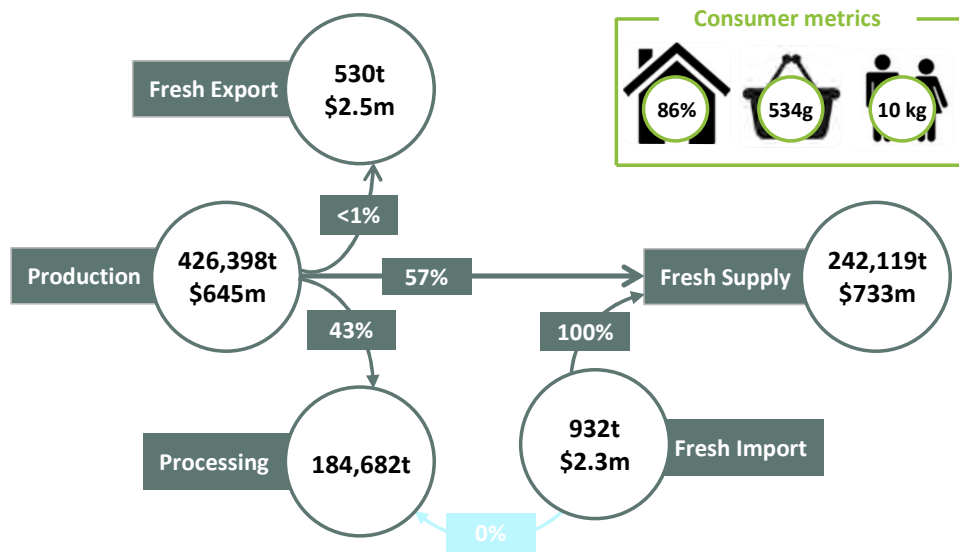 Consumer metrics
86%
534g
10 kg
Fresh Export
530t
$2.5m
<1%
Production
426,398t
$645m
57%
Fresh Supply
242,119t
$733m
43%
100%
Processing
184,682t
932t
$2.3m
Fresh Import
0%